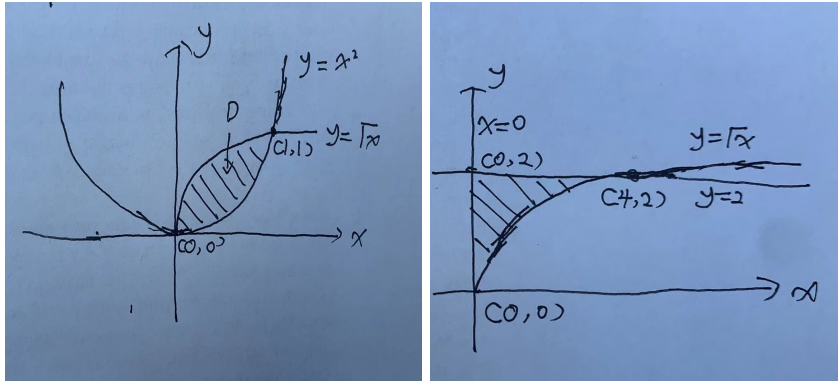 y
y = x²
D
y = √x
(1,1)
x
(0,0)
y
x=0
y = √x
(0,2)
(4,2)
y=2
x
(0,0)